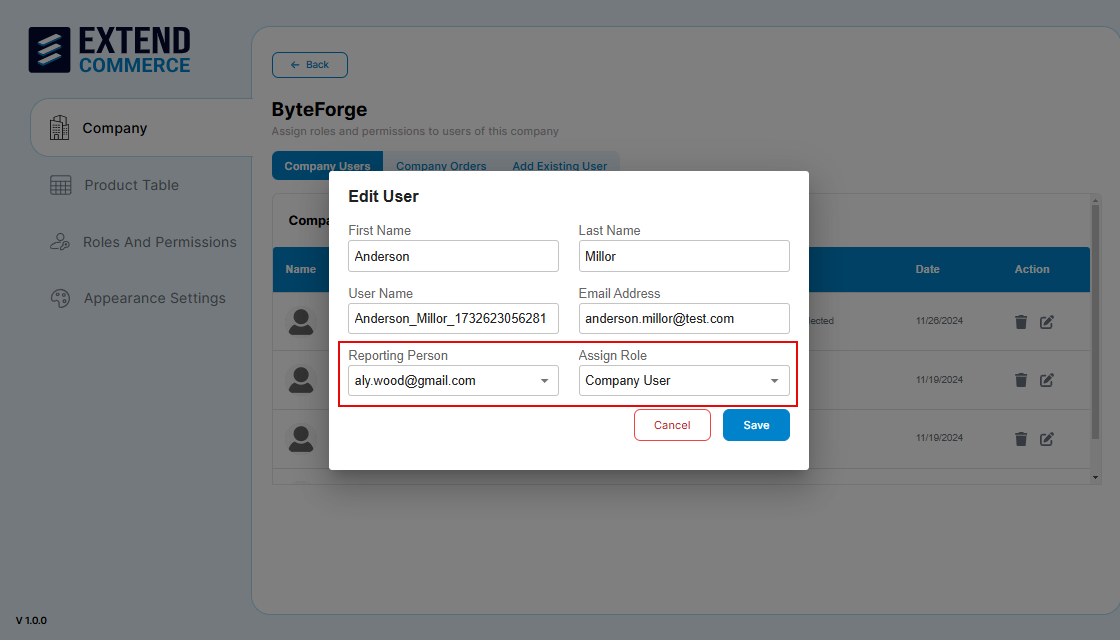 EXTEND
COMMERCE
Back
Company
ByteForge
Assign roles and permissions to users of this company
Product Table
Company Users Company Orders Add Existing User
Edit User
First Name Last Name
Anderson Millor
Roles And Permissions
Name Date Action
User Name Email Address
Anderson_Millor_1732623056281 anderson.millor@test.com
Appearance Settings
11/26/2024
Reporting Person Assign Role
aly.wood@gmail.com Company User
11/19/2024
Cancel Save
11/19/2024
V 1.0.0